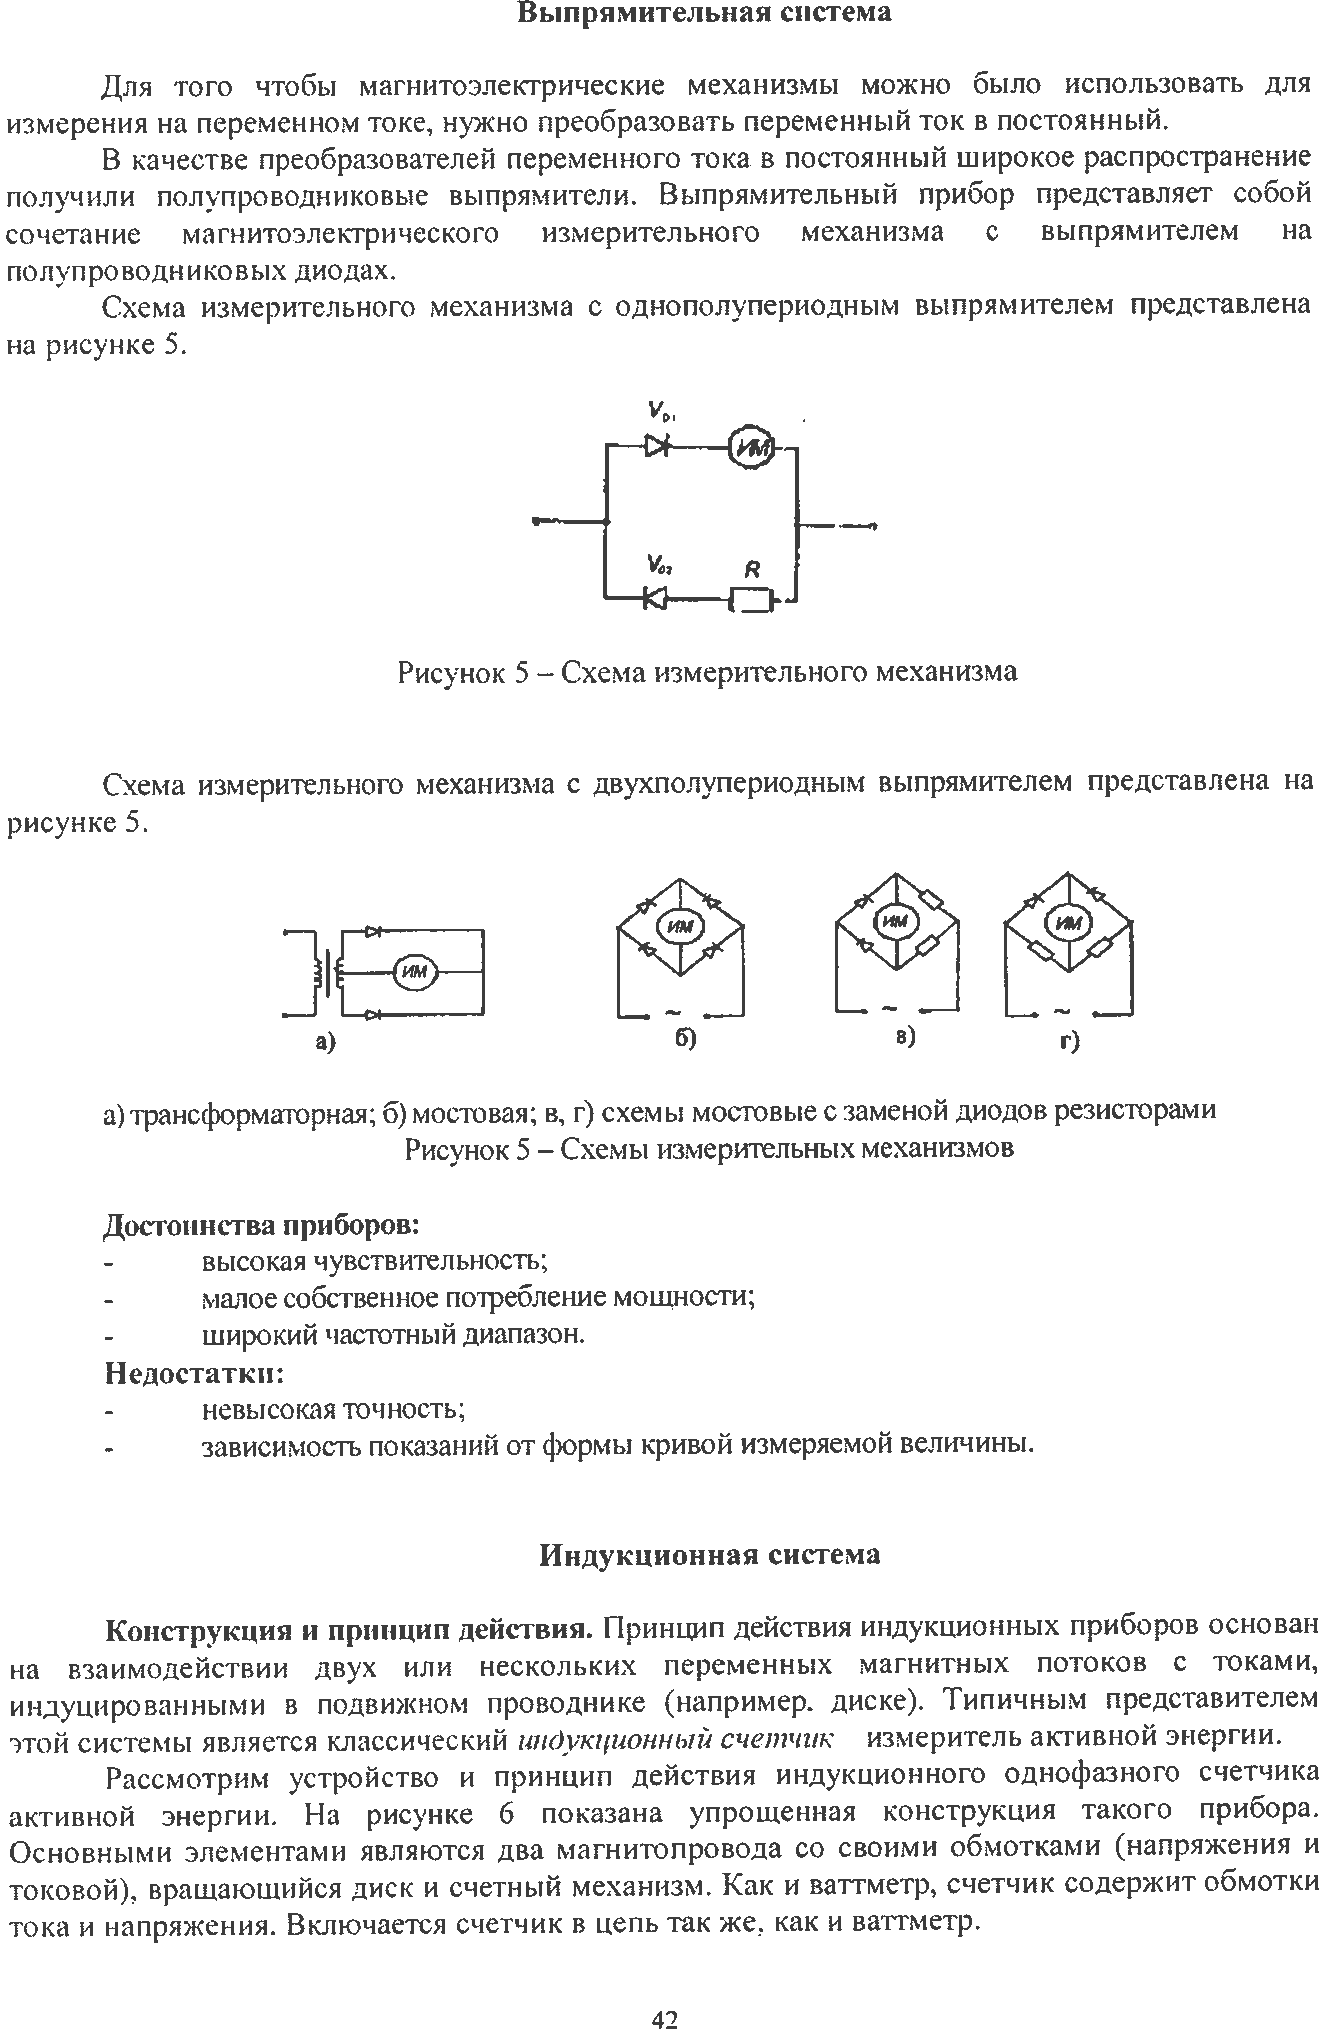 Выпрямительная система
Для того чтобы магнитоэлектрические механизмы можно было использовать для
измерения на переменном токе, нужно преобразовать переменный ток в постоянный.
В качестве преобразователей переменного тока в постоянный широкое распространение
получили полупроводниковые выпрямители. Выпрямительный прибор представляет собой
сочетание магнитоэлектрического измерительного механизма с выпрямителем на
полупроводниковых диодах.
Схема измерительного механизма с однополупериодным выпрямителем представлена
на рисунке 5.
VD1
ИМ
VD2
R
Рисунок 5 – Схема измерительного механизма
Схема измерительного механизма с двухполупериодным выпрямителем представлена на
рисунке 5.
ИМ ИМ ИМ ИМ
~ ~ ~
а) б) в) г)
а) трансформаторная; б) мостовая; в, г) схемы мостовые с заменой диодов резисторами
Рисунок 5 – Схемы измерительных механизмов
Достоинства приборов:
- высокая чувствительность;
- малое собственное потребление мощности;
- широкий частотный диапазон.
Недостатки:
- невысокая точность;
- зависимость показаний от формы кривой измеряемой величины.
Индукционная система
Конструкция и принцип действия. Принцип действия индукционных приборов основан
на взаимодействии двух или нескольких переменных магнитных потоков с токами,
индуцированными в подвижном проводнике (например. диске). Типичным представителем
этой системы является классический индукционный счетчик измеритель активной энергии.
Рассмотрим устройство и принцип действия индукционного однофазного счетчика
активной энергии. На рисунке 6 показана упрощенная конструкция такого прибора.
Основными элементами являются два магнитопровода со своими обмотками (напряжения и
токовой), вращающийся диск и счетный механизм. Как и ваттметр, счетчик содержит обмотки
тока и напряжения. Включается счетчик в цепь так же, как и ваттметр.
42